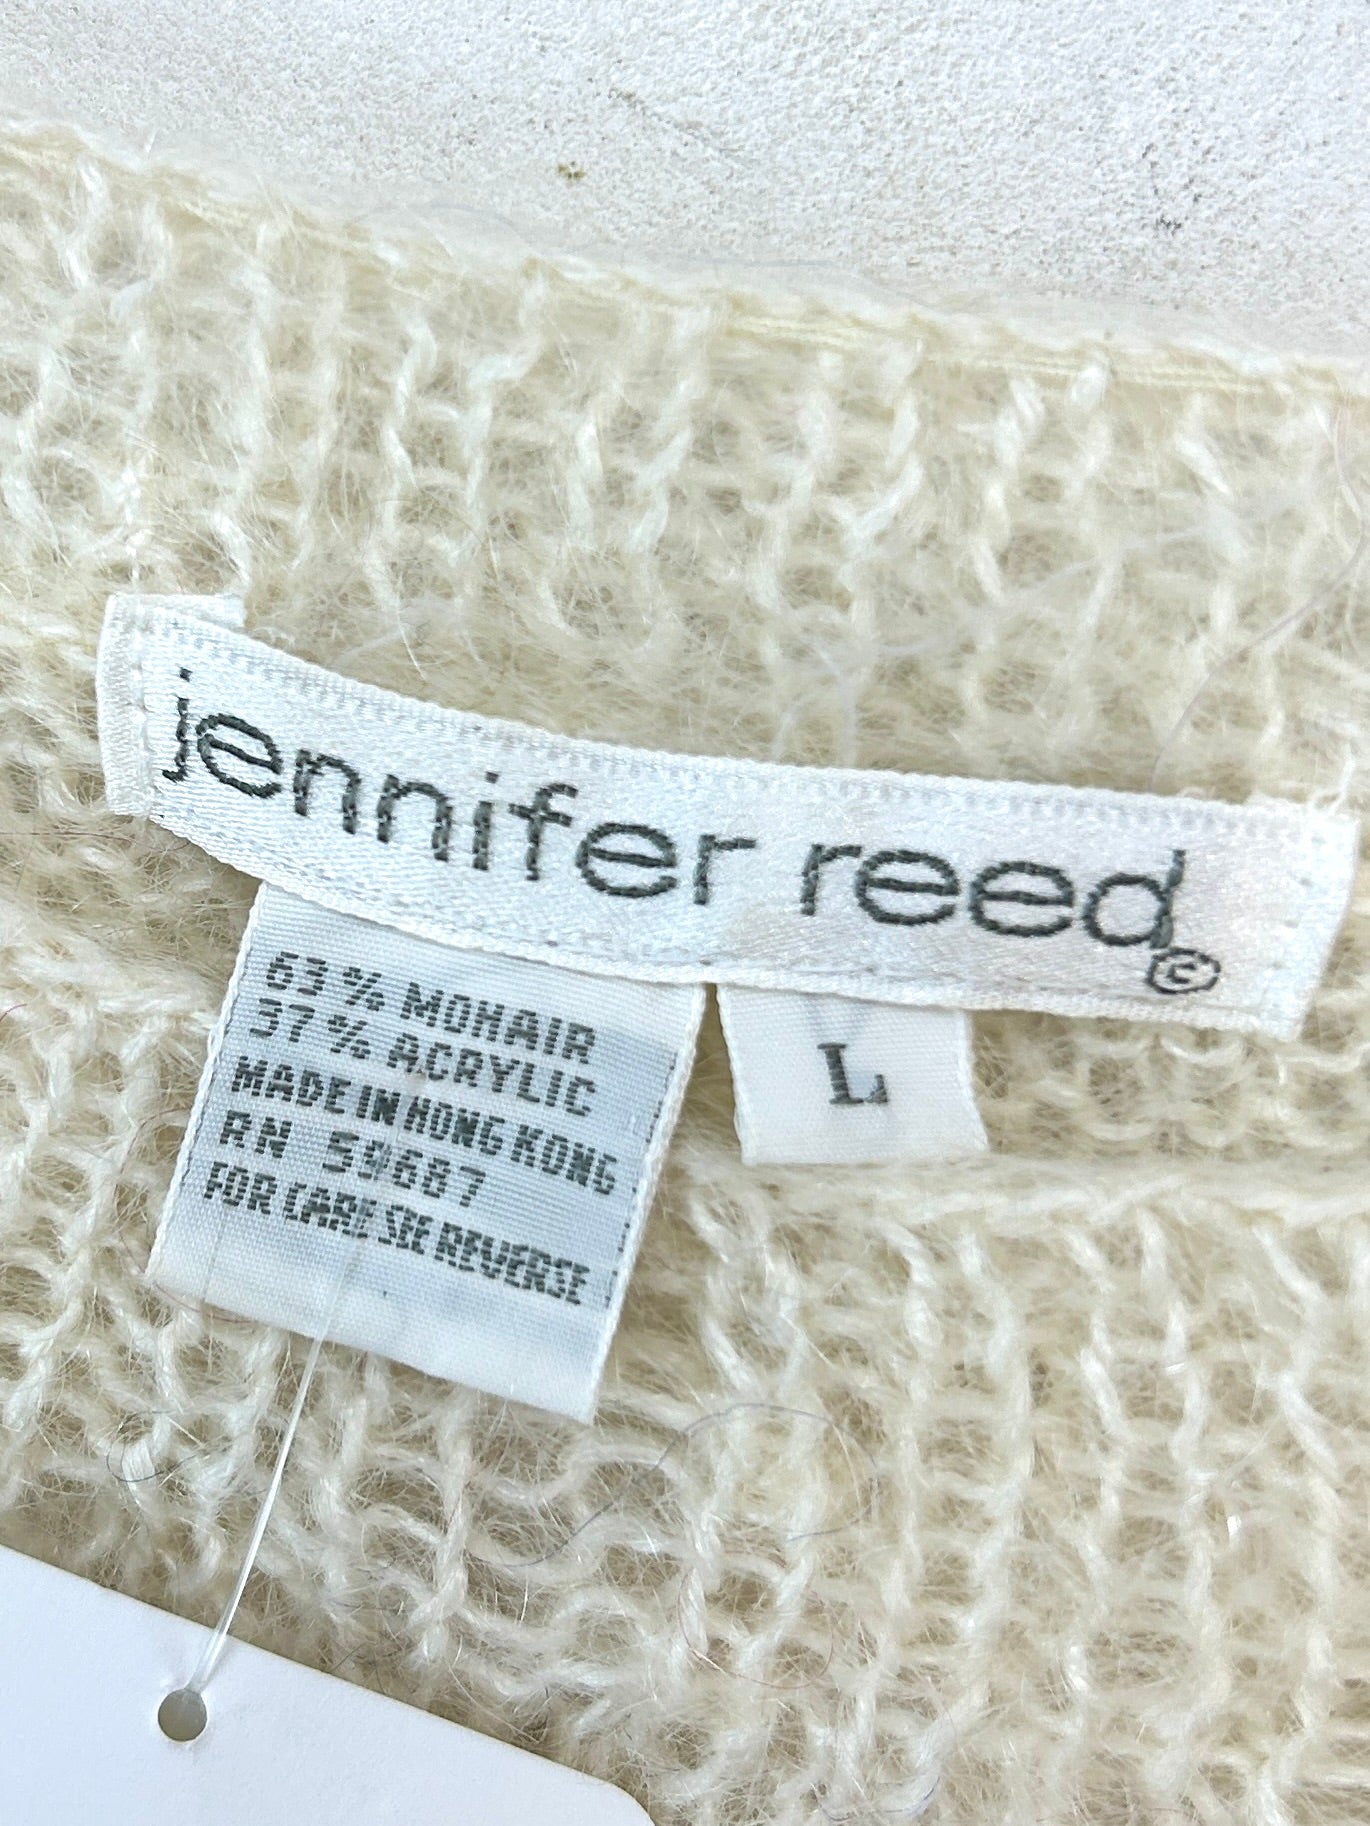 jennifer reed ©
63% MOHAIR
37% ACRYLIC
MADE IN HONG KONG
RN 59687
FOR CARE SEE REVERSE
L